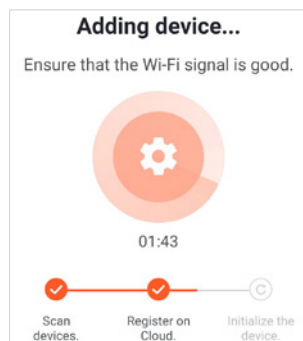 Adding device...
Ensure that the Wi-Fi signal is good.
01:43
Scan devices.
Register on Cloud.
Initialize the device.